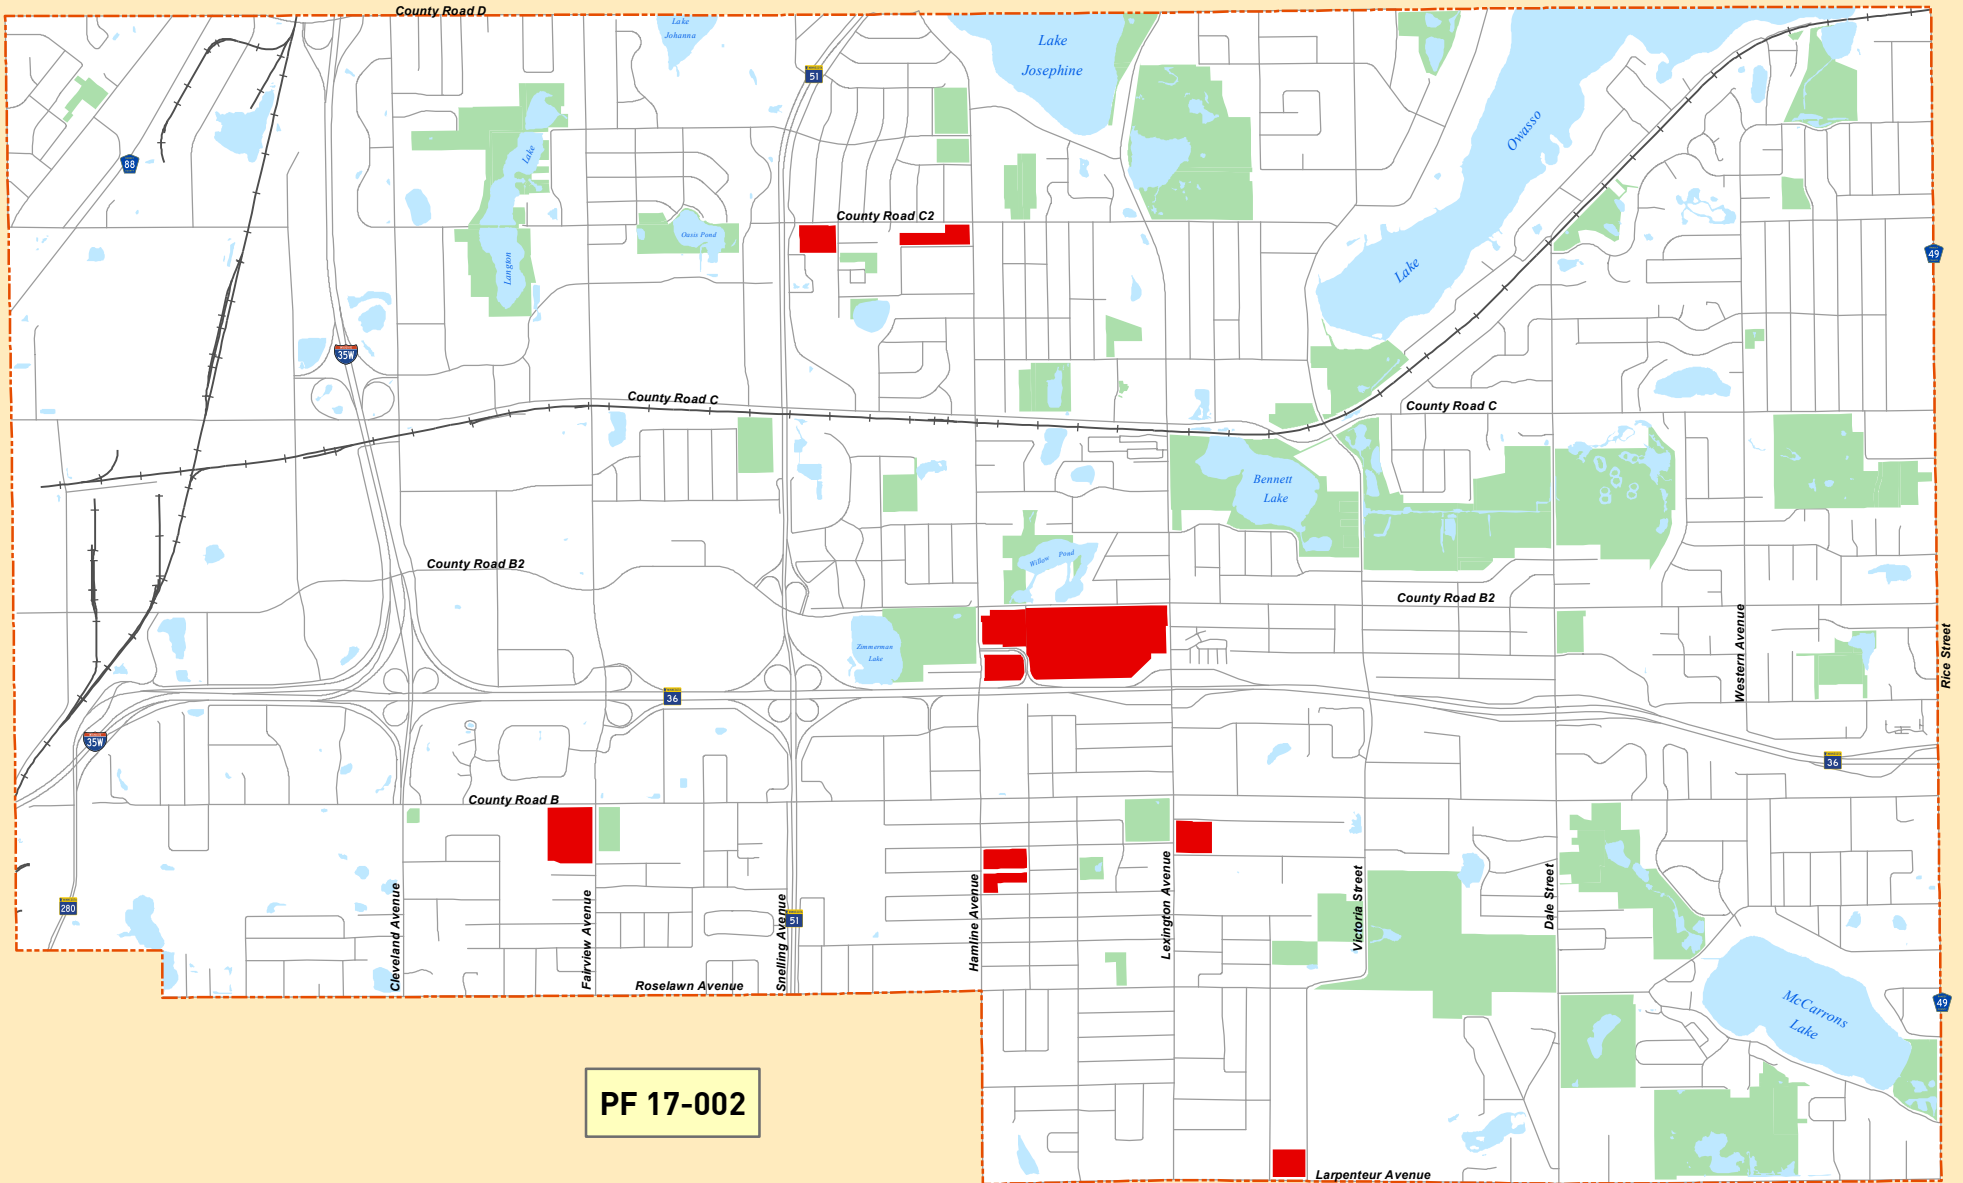 County Road D
Lake
Johanna
Lake
Josephine
51
Owasso
88
Lake
County Road C2
Oasis Pond
49
Langton
Lake
35W
County Road C
County Road C
Bennett
Lake
Willow Pond
County Road B2
County Road B2
Western Avenue
Rice Street
Zimmerman
Lake
36
35W
36
County Road B
280
Cleveland Avenue
Fairview Avenue
Snelling Avenue
51
Hamline Avenue
Lexington Avenue
Victoria Street
Dale Street
Roselawn Avenue
McCarrons
Lake
49
PF 17-002
Larpenteur Avenue